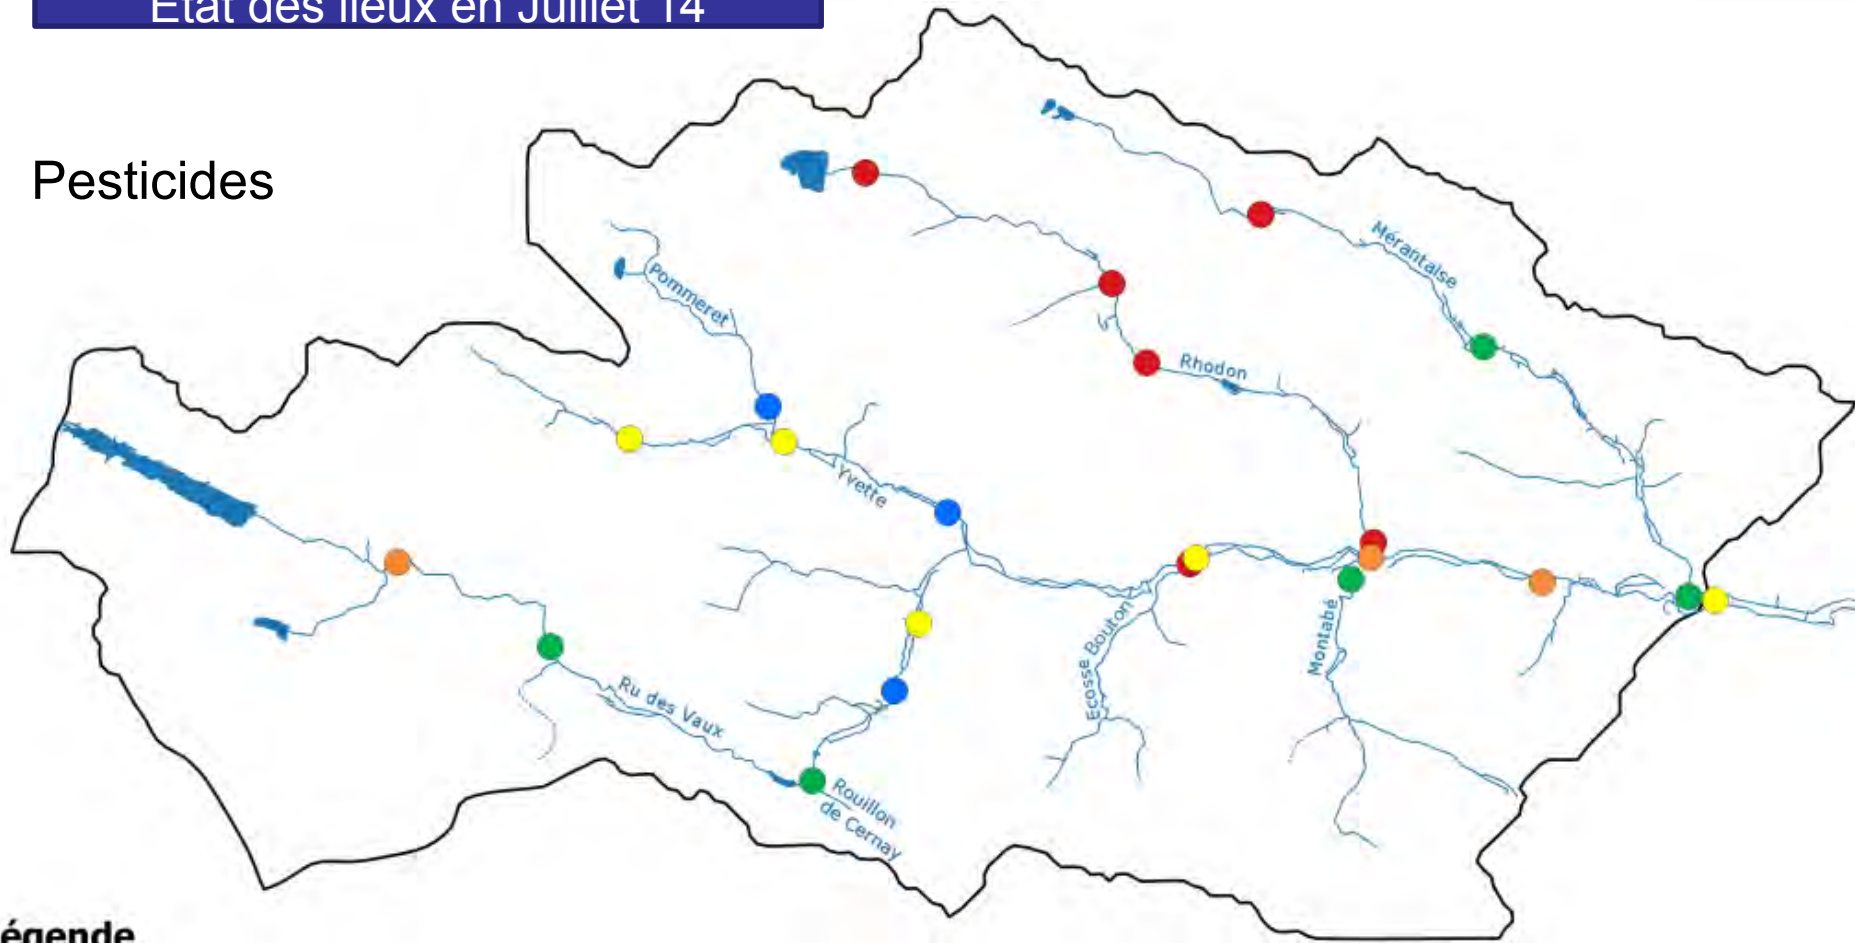 Etat des lieux en Juillet 14
Pesticides
Mérantaise
Pommeret
Rhodon
Yvette
Ecosse Bouton
Montabé
Ru des Vaux
Rouillon
de Cernay
égende